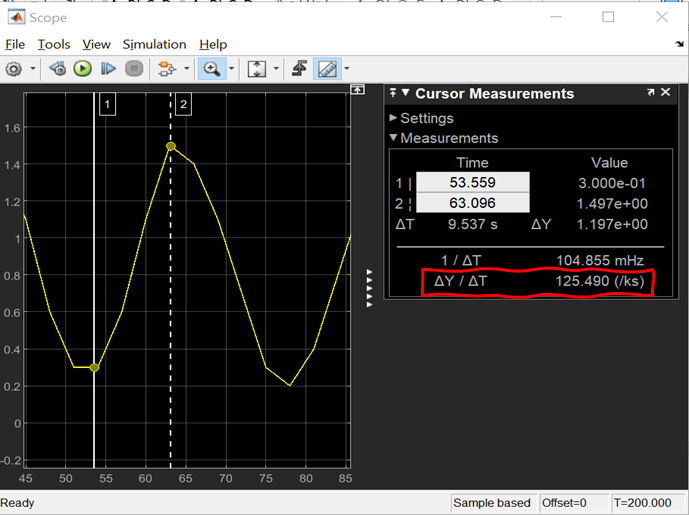 Scope
File Tools View Simulation Help
1 2
1.6
1.4
1.2
1
0.8
0.6
0.4
0.2
0
-0.2
45 50 55 60 65 70 75 80 85
Cursor Measurements
Settings
Measurements
Time Value
1 | 53.559 3.000e-01
2 ¦ 63.096 1.497e+00
ΔT 9.537 s ΔY 1.197e+00
1 / ΔT 104.855 mHz
ΔY / ΔT 125.490 (/ks)
Ready Sample based Offset=0 T=200.000